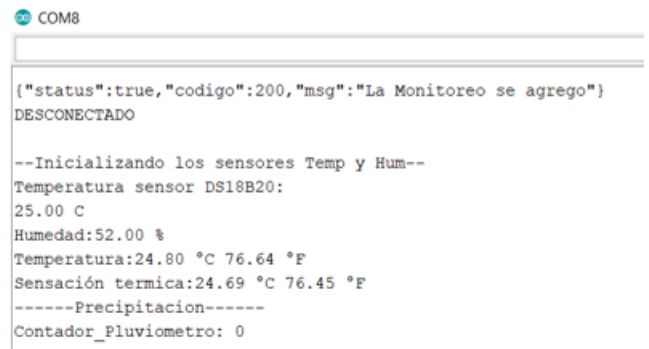 COM8
{"status":true,"codigo":200,"msg":"La Monitoreo se agrego"}
DESCONECTADO
--Inicializando los sensores Temp y Hum--
Temperatura sensor DS18B20:
25.00 C
Humedad:52.00 %
Temperatura:24.80 °C 76.64 °F
Sensación termica:24.69 °C 76.45 °F
------Precipitacion------
Contador_Pluviometro: 0